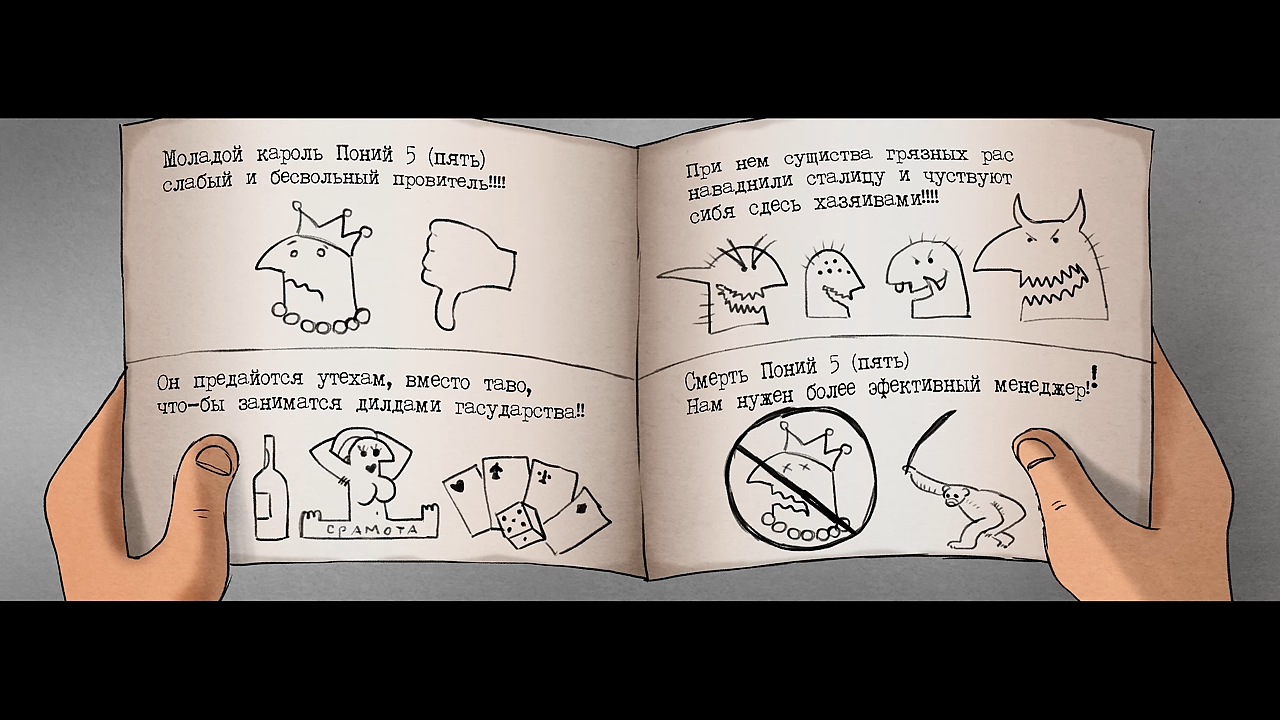 Моладой кароль Поний 5 (пять)
слабый и бесвольный провитель!!!!
При нем сущиства грязных рас
наваднили сталицу и чуствуют
сибя сдесь хазяивами!!!!
Он предайотся утехам, вместо таво,
что-бы заниматся дилдами гасударства!!
СРАМОТА
Смерть Поний 5 (пять)
Нам нужен более эфективный менеджер!!